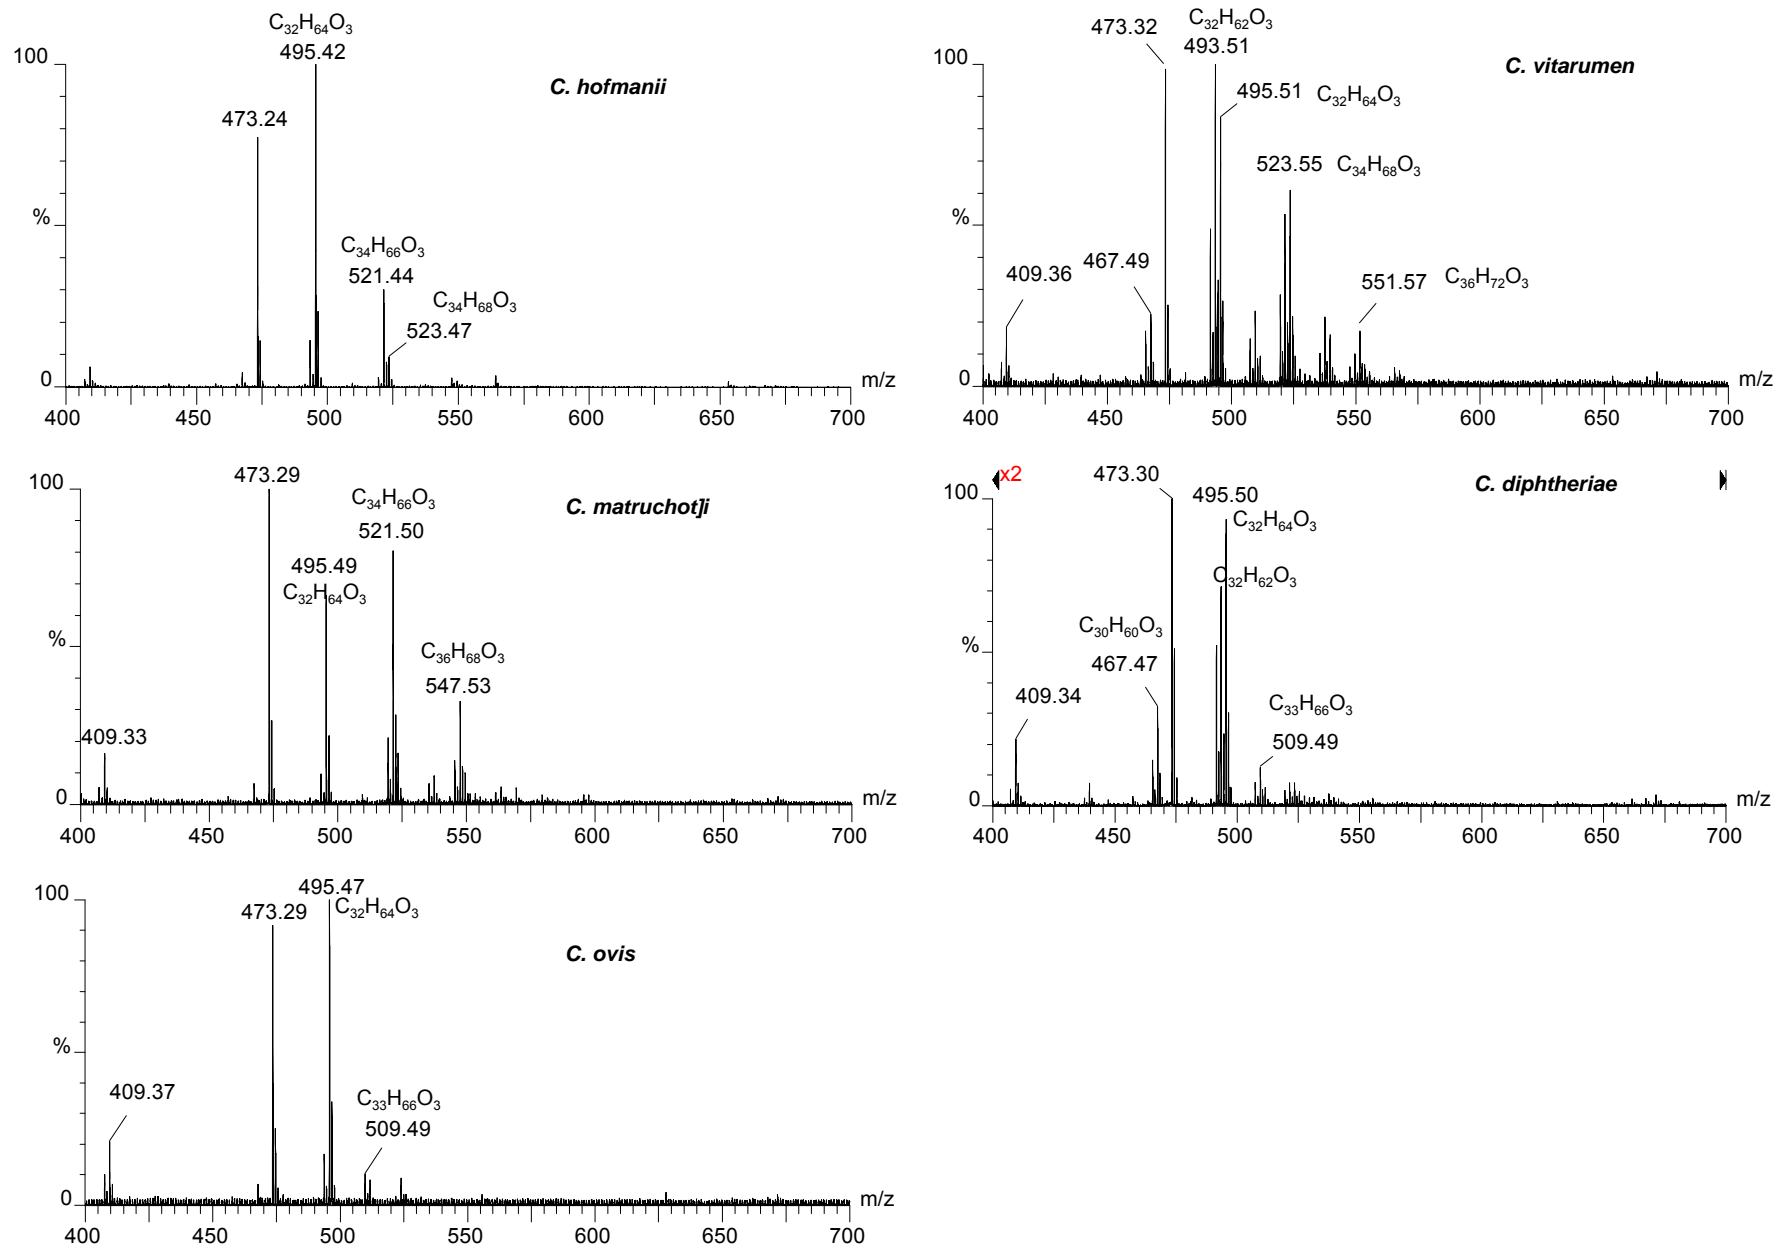 C₃₂H₆₄O₃
495.42
100
C. hofmanii
473.24
%
C₃₄H₆₆O₃
521.44
C₃₄H₆₈O₃
523.47
0
m/z
400 450 500 550 600 650 700
473.32
C₃₂H₆₂O₃
493.51
100
C. vitarumen
495.51 C₃₂H₆₄O₃
523.55 C₃₄H₆₈O₃
%
409.36
467.49
551.57 C₃₆H₇₂O₃
0
m/z
400 450 500 550 600 650 700
473.29
100
C₃₄H₆₆O₃
521.50
C. matruchot]i
495.49
C₃₂H₆₄O₃
%
C₃₆H₆₈O₃
547.53
409.33
0
m/z
400 450 500 550 600 650 700
x2
473.30
495.50
100
C. diphtheriae
C₃₂H₆₄O₃
C₃₂H₆₂O₃
C₃₀H₆₀O₃
467.47
%
409.34
C₃₃H₆₆O₃
509.49
0
m/z
400 450 500 550 600 650 700
495.47
100
473.29
C₃₂H₆₄O₃
C. ovis
%
409.37
C₃₃H₆₆O₃
509.49
0
m/z
400 450 500 550 600 650 700